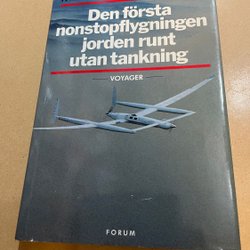 Den första
nonstopflygningen
jorden runt
utan tankning
VOYAGER
FORUM